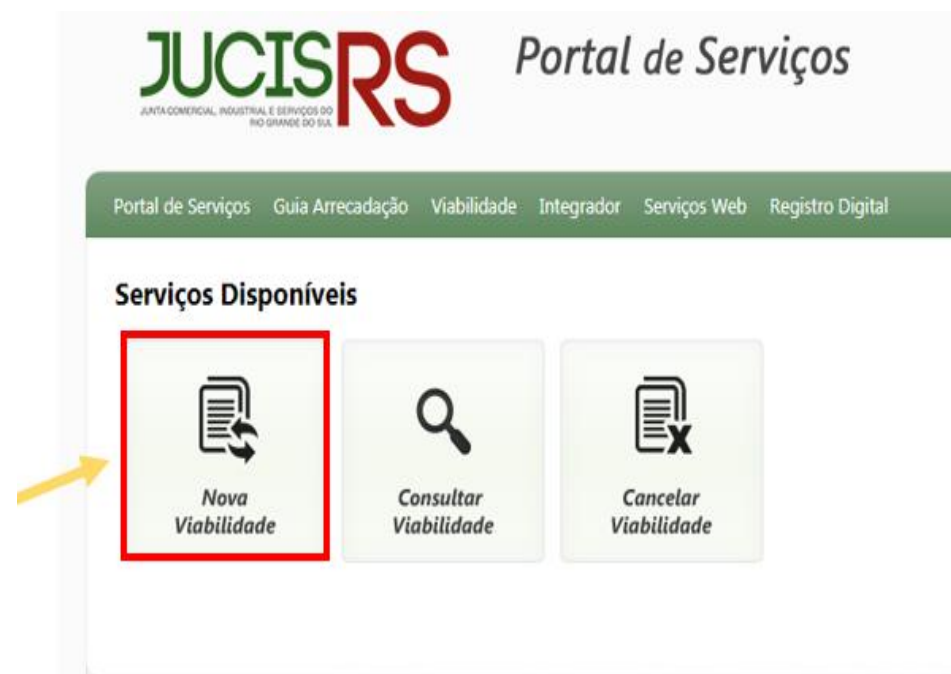 JUCISRS
JUNTA COMERCIAL, INDUSTRIAL E SERVIÇOS DO
RIO GRANDE DO SUL
Portal de Serviços
Portal de Serviços Guia Arrecadação Viabilidade Integrador Serviços Web Registro Digital
Serviços Disponíveis
Nova
Viabilidade
Consultar
Viabilidade
Cancelar
Viabilidade